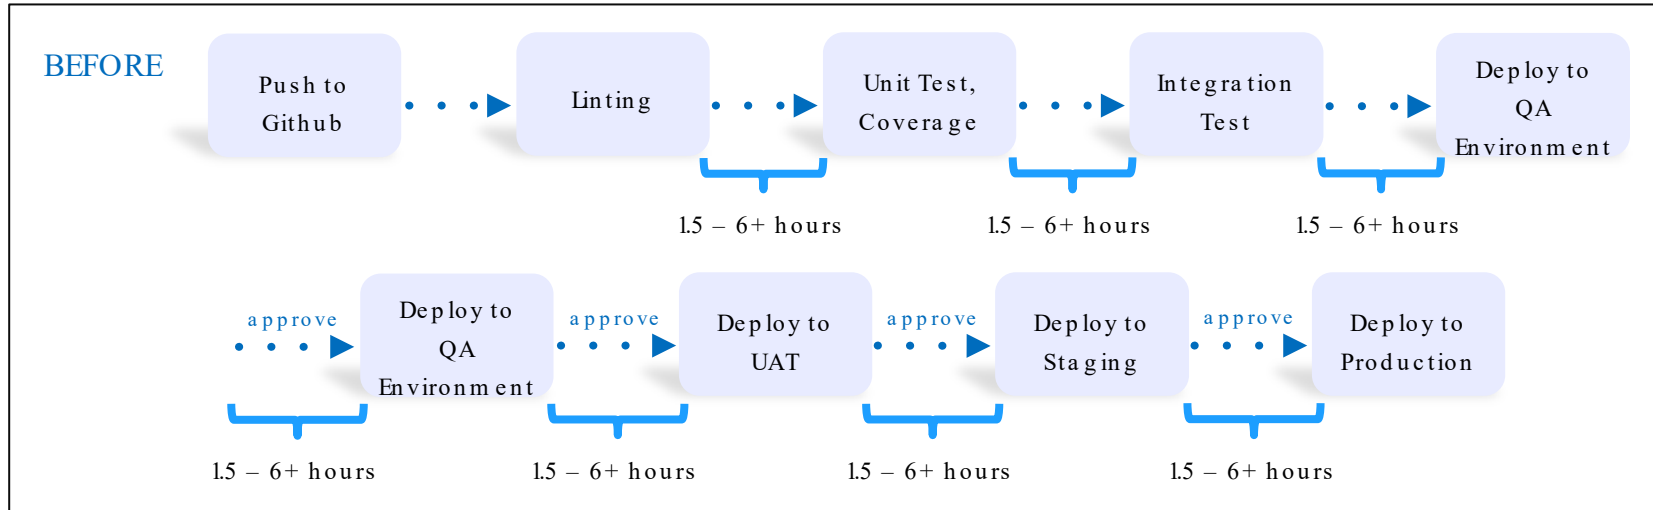 BEFORE
Push to
Github
Linting
Unit Test,
Coverage
Integration
Test
Deploy to
QA
Environment
1.5 – 6+ hours
1.5 – 6+ hours
1.5 – 6+ hours
approve
Deploy to
QA
Environment
approve
Deploy to
UAT
approve
Deploy to
Staging
approve
Deploy to
Production
1.5 – 6+ hours
1.5 – 6+ hours
1.5 – 6+ hours
1.5 – 6+ hours